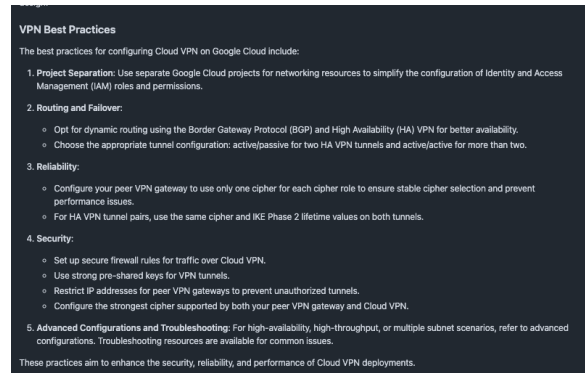 VPN Best Practices
The best practices for configuring Cloud VPN on Google Cloud include:
1. Project Separation: Use separate Google Cloud projects for networking resources to simplify the configuration of Identity and Access
Management (IAM) roles and permissions.
2. Routing and Failover:
○ Opt for dynamic routing using the Border Gateway Protocol (BGP) and High Availability (HA) VPN for better availability.
○ Choose the appropriate tunnel configuration: active/passive for two HA VPN tunnels and active/active for more than two.
3. Reliability:
○ Configure your peer VPN gateway to use only one cipher for each cipher role to ensure stable cipher selection and prevent
performance issues.
○ For HA VPN tunnel pairs, use the same cipher and IKE Phase 2 lifetime values on both tunnels.
4. Security:
○ Set up secure firewall rules for traffic over Cloud VPN.
○ Use strong pre-shared keys for VPN tunnels.
○ Restrict IP addresses for peer VPN gateways to prevent unauthorized tunnels.
○ Configure the strongest cipher supported by both your peer VPN gateway and Cloud VPN.
5. Advanced Configurations and Troubleshooting: For high-availability, high-throughput, or multiple subnet scenarios, refer to advanced
configurations. Troubleshooting resources are available for common issues.
These practices aim to enhance the security, reliability, and performance of Cloud VPN deployments.